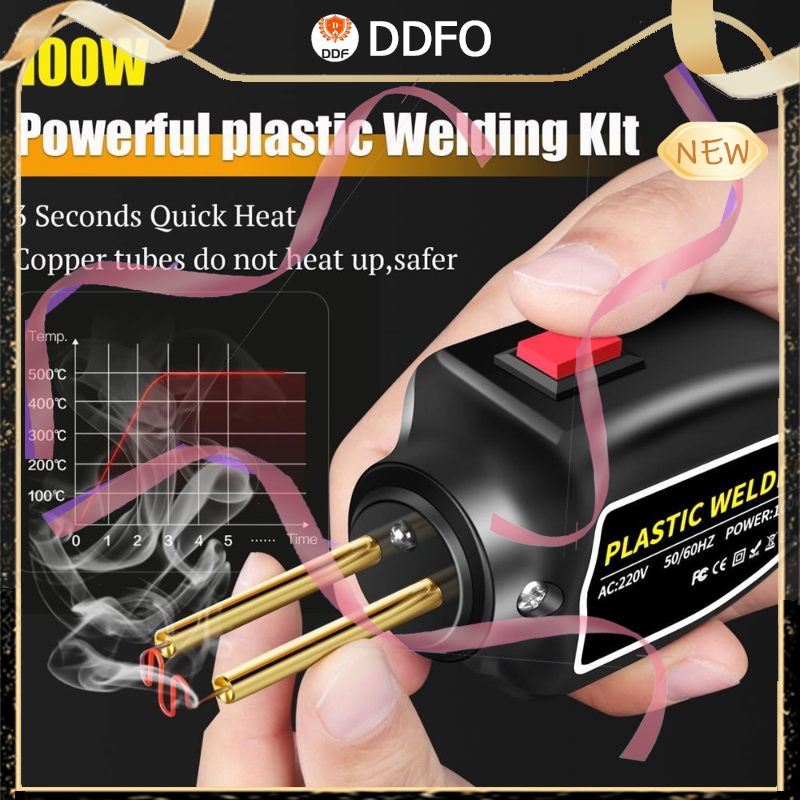 DDF
DDFO
100W
Powerful plastic Welding KIt
NEW
3 Seconds Quick Heat
Copper tubes do not heat up,safer
Temp.
500℃
400℃
300℃
200℃
100℃
0 1 2 3 4 5 ...... Time
PLASTIC WELD
AC:220V 50/60HZ POWER:1
FC CE